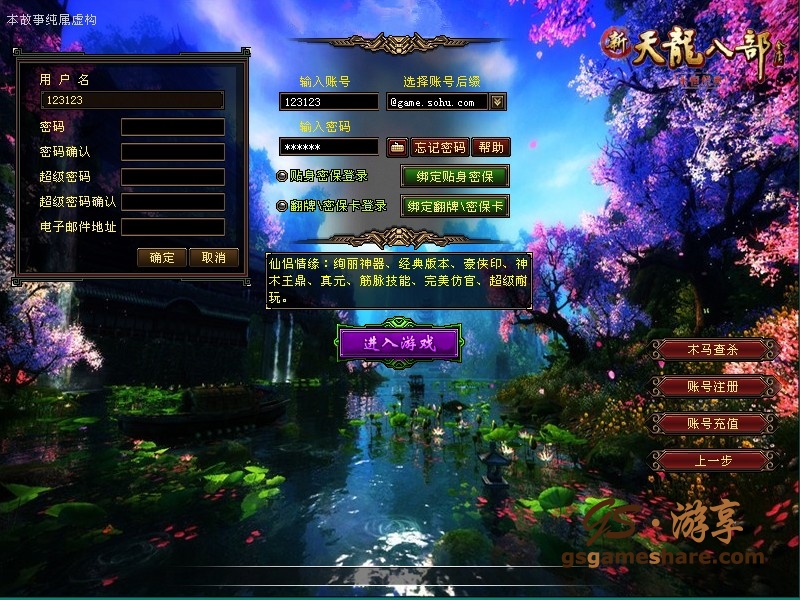 本故事纯属虚构
新天龍八部
用 户 名
123123
密码
密码确认
超级密码
超级密码确认
电子邮件地址
确定 取消
输入账号 选择账号后缀
123123 @game.sohu.com
输入密码
****** 忘记密码 帮助
贴身密保登录 绑定贴身密保
翻牌\密保卡登录 绑定翻牌\密保卡
仙侣情缘：绚丽神器、经典版本、豪侠印、神
木王鼎、真元、筋脉技能、完美仿官、超级耐
玩。
进入游戏
木马查杀
账号注册
账号充值
上一步
GS·游享
gsgameshare.com